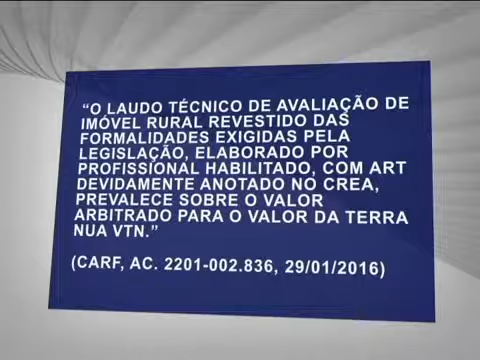 “O LAUDO TÉCNICO DE AVALIAÇÃO DE
IMÓVEL RURAL REVESTIDO DAS
FORMALIDADES EXIGIDAS PELA
LEGISLAÇÃO, ELABORADO POR
PROFISSIONAL HABILITADO, COM ART
DEVIDAMENTE ANOTADO NO CREA,
PREVALECE SOBRE O VALOR
ARBITRADO PARA O VALOR DA TERRA
NUA VTN.”
(CARF, AC. 2201-002.836, 29/01/2016)